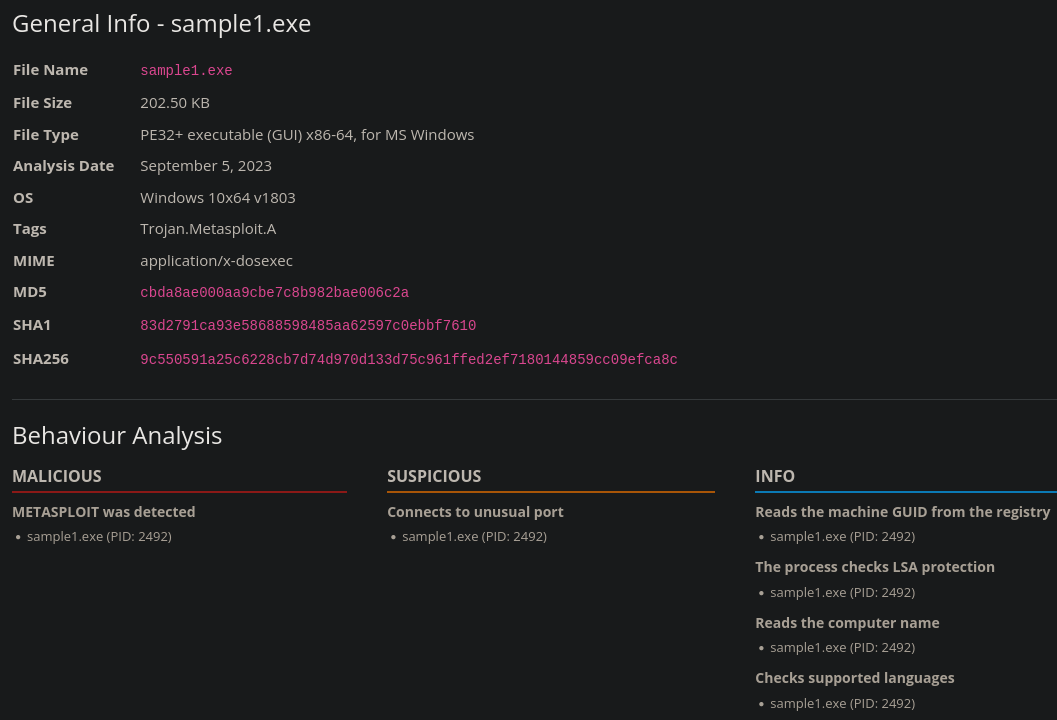 General Info - sample1.exe
File Name sample1.exe
File Size 202.50 KB
File Type PE32+ executable (GUI) x86-64, for MS Windows
Analysis Date September 5, 2023
OS Windows 10x64 v1803
Tags Trojan.Metasploit.A
MIME application/x-dosexec
MD5 cbda8ae000aa9cbe7c8b982bae006c2a
SHA1 83d2791ca93e58688598485aa62597c0ebbf7610
SHA256 9c550591a25c6228cb7d74d970d133d75c961ffed2ef7180144859cc09efca8c
Behaviour Analysis
MALICIOUS
METASPLOIT was detected
• sample1.exe (PID: 2492)
SUSPICIOUS
Connects to unusual port
• sample1.exe (PID: 2492)
INFO
Reads the machine GUID from the registry
• sample1.exe (PID: 2492)
The process checks LSA protection
• sample1.exe (PID: 2492)
Reads the computer name
• sample1.exe (PID: 2492)
Checks supported languages
• sample1.exe (PID: 2492)